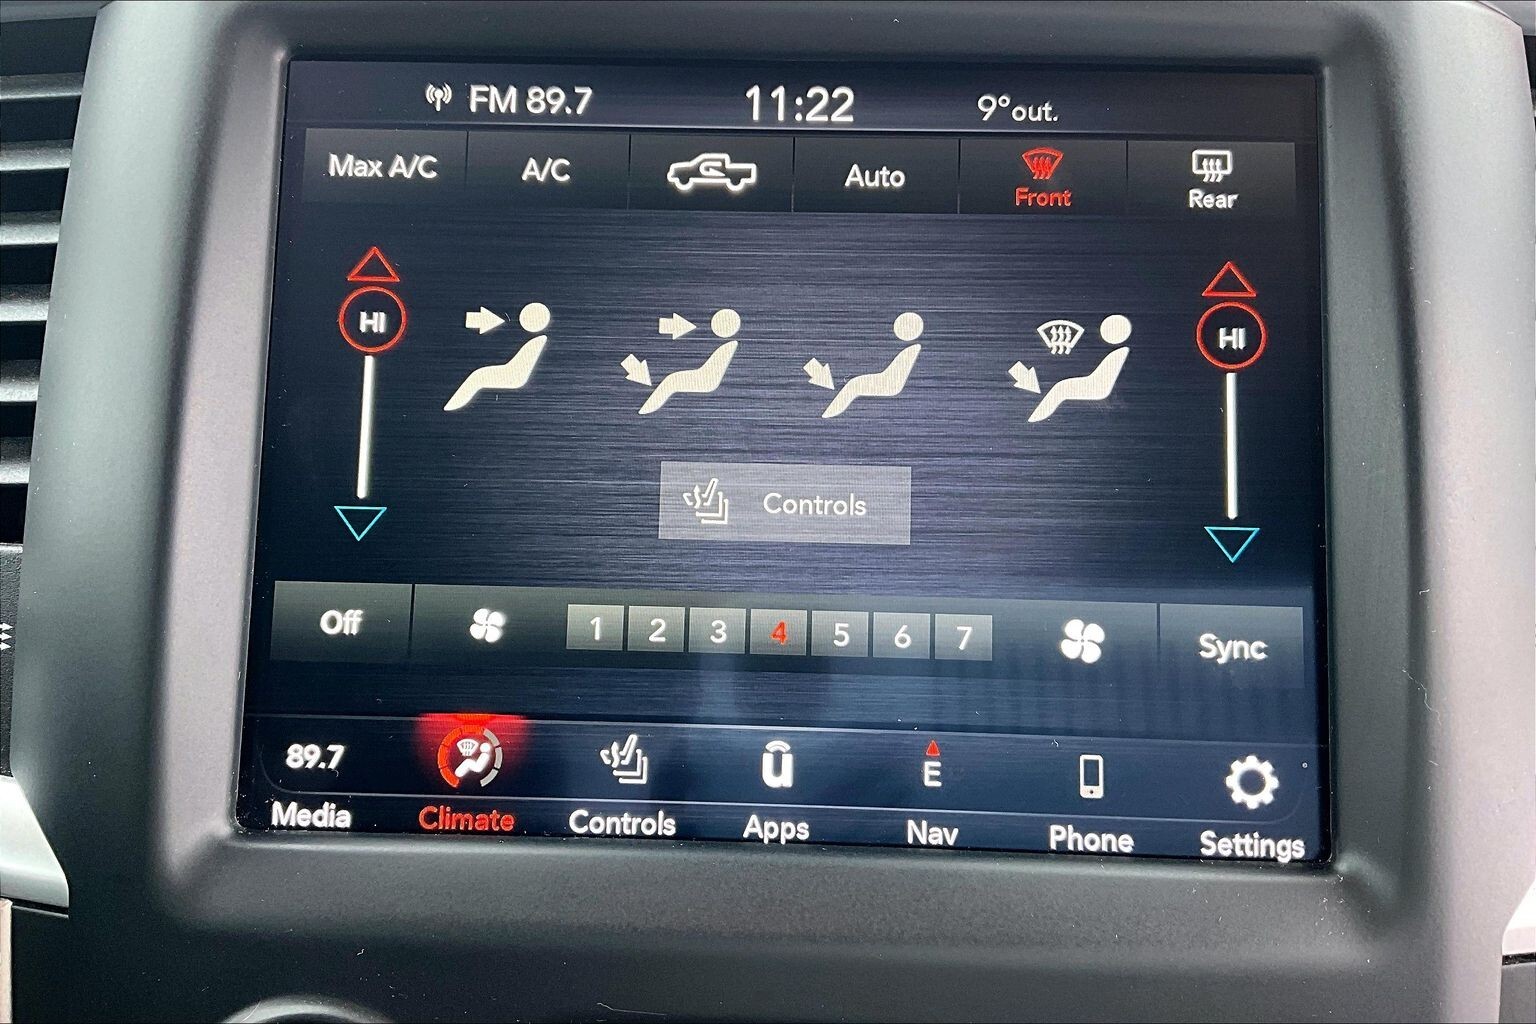 FM 89.7 11:22 9° out.
Max A/C A/C Auto Front Rear
HI HI
Controls
Off 1 2 3 4 5 6 7 Sync
89.7 E
Media Climate Controls Apps Nav Phone Settings